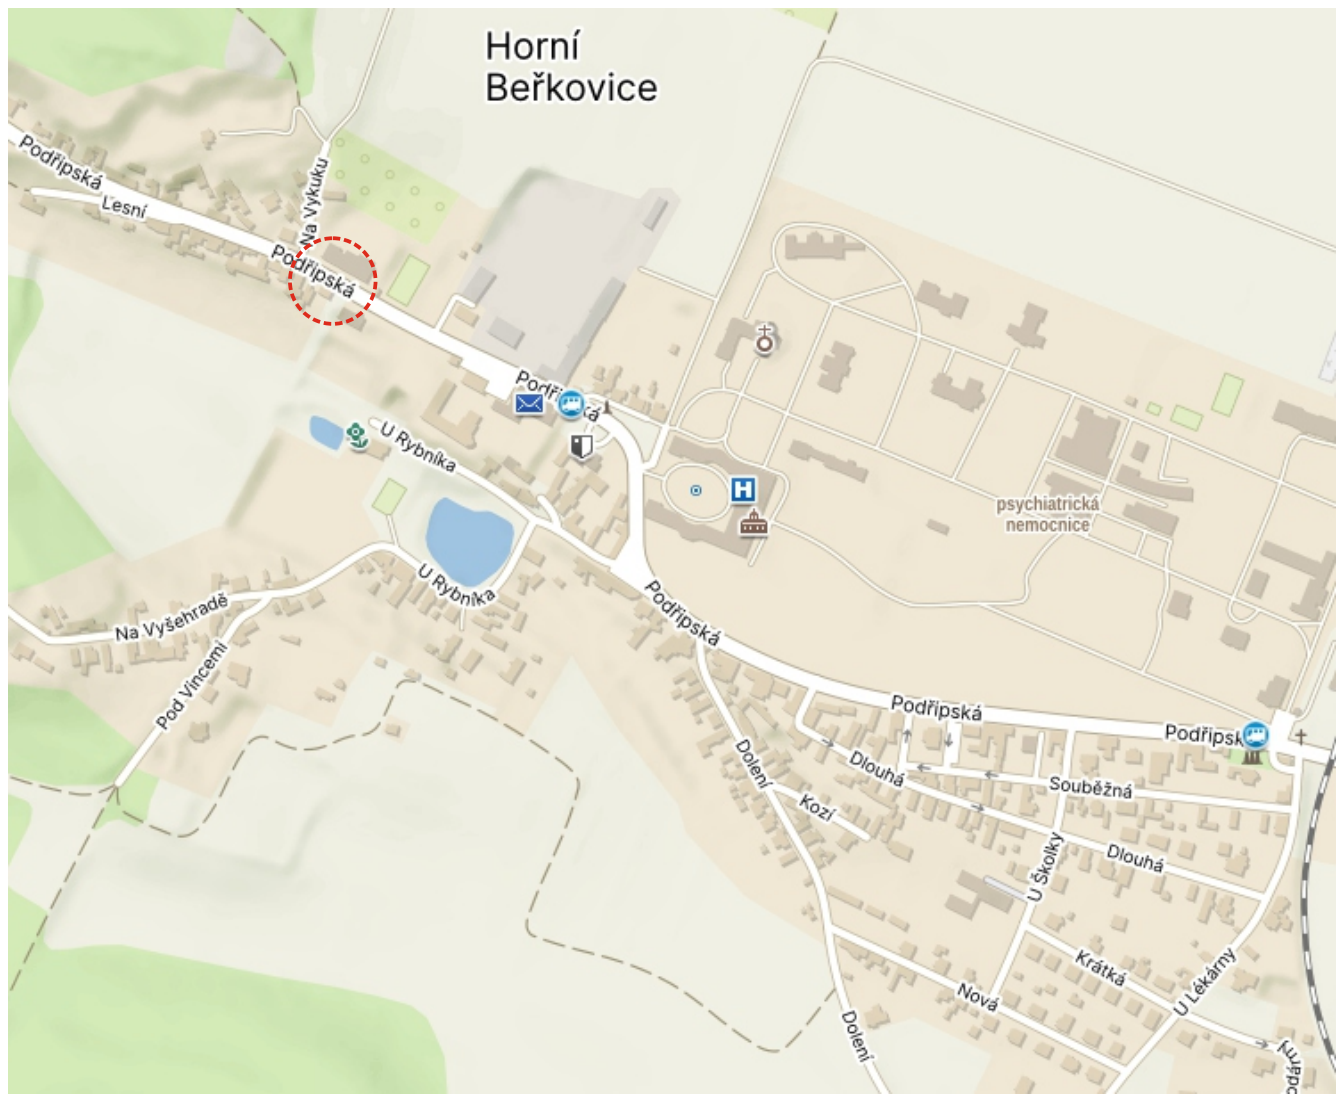 Horní
Beřkovice
Podřipská
Lesní
Na Vykuku
Podřipská
Podřipská
U Rybníka
H
psychiatrická
nemocnice
U Rybníka
Na Vyšehradě
Podřipská
Pod Vincemi
Podřipská
Podřipsk
Dolení
Dlouhá
Souběžná
Kozí
Dlouhá
U Školky
Krátká
U Lékárny
Nová
Dolení